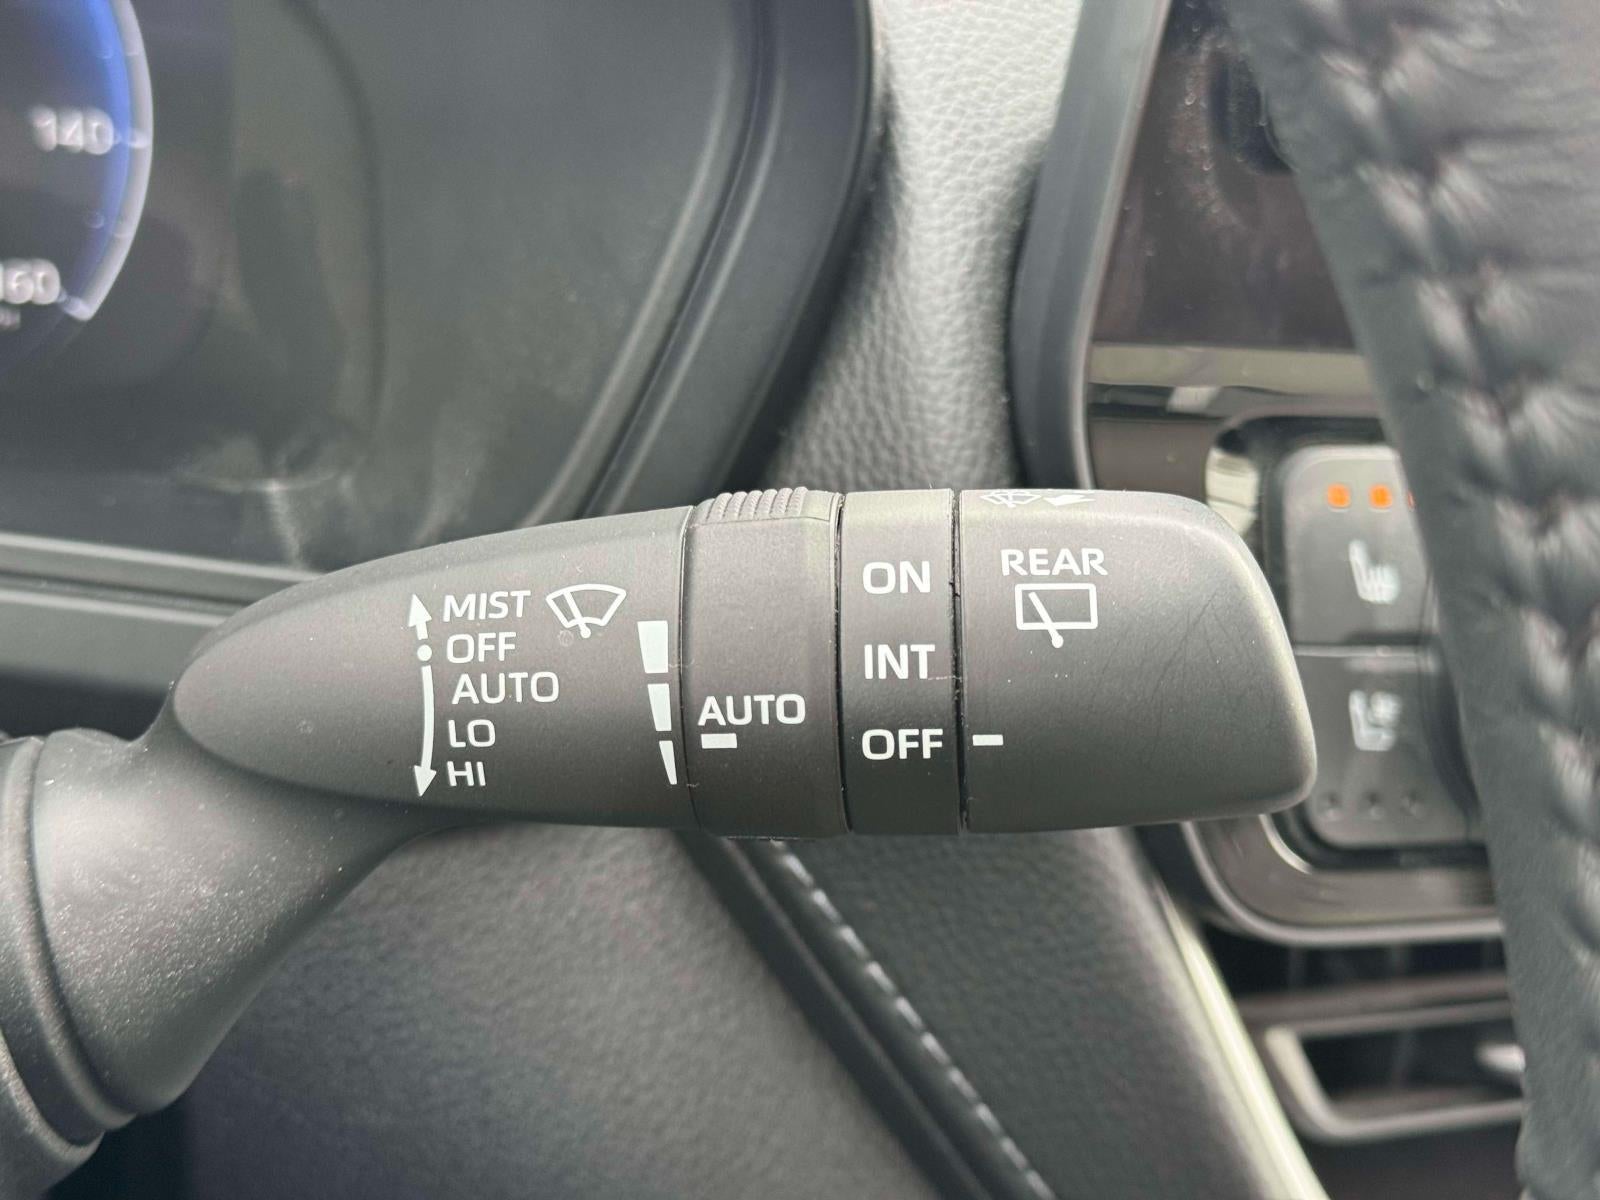 140
160
MIST
OFF
AUTO
LO
HI
AUTO
ON
INT
OFF
REAR